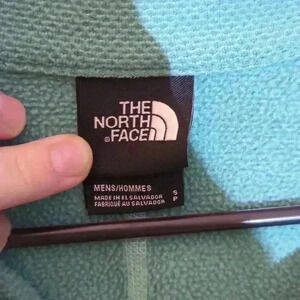 THE
NORTH
®FACE
MENS/HOMMES
MADE IN EL SALVADOR
FABRIQUÉ AU SALVADOR
S
P